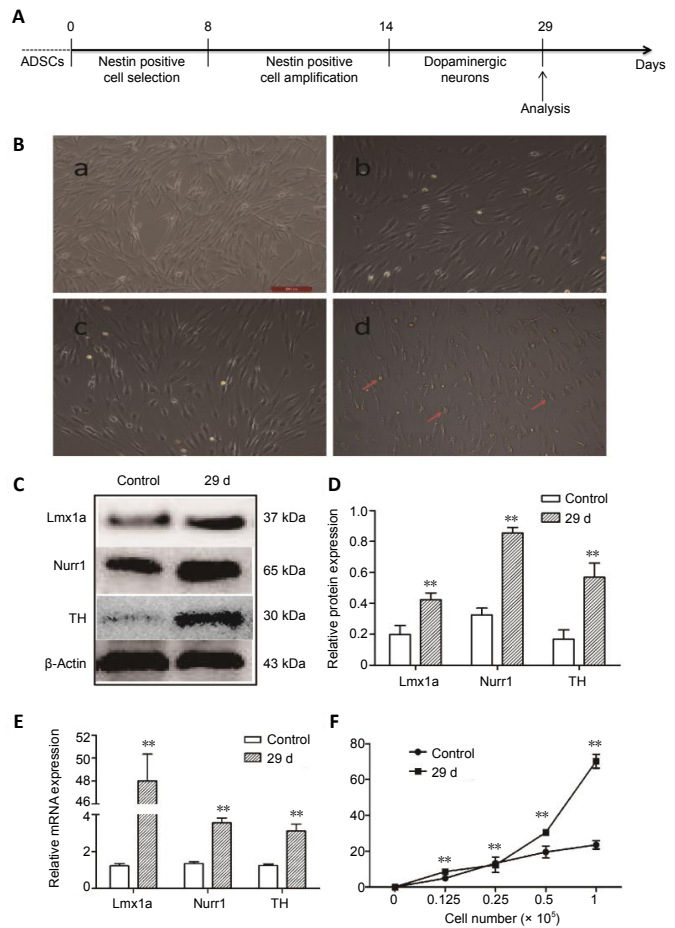 A
0 8 14 29
ADSCs Nestin positive cell selection Nestin positive cell amplification Dopaminergic neurons Days
Analysis
B
a
b
c
d
C
Control 29 d
Lmx1a 37 kDa
Nurr1 65 kDa
TH 30 kDa
β-Actin 43 kDa
D
Control
29 d
Relative protein expression
1.0
0.8
0.6
0.4
0.2
0
**
**
**
Lmx1a Nurr1 TH
E
Control
29 d
Relative mRNA expression
52
50
48
46
4
2
0
**
**
**
Lmx1a Nurr1 TH
F
Control
29 d
80
60
40
20
0
**
**
**
**
0 0.125 0.25 0.5 1
Cell number (× 10⁵)